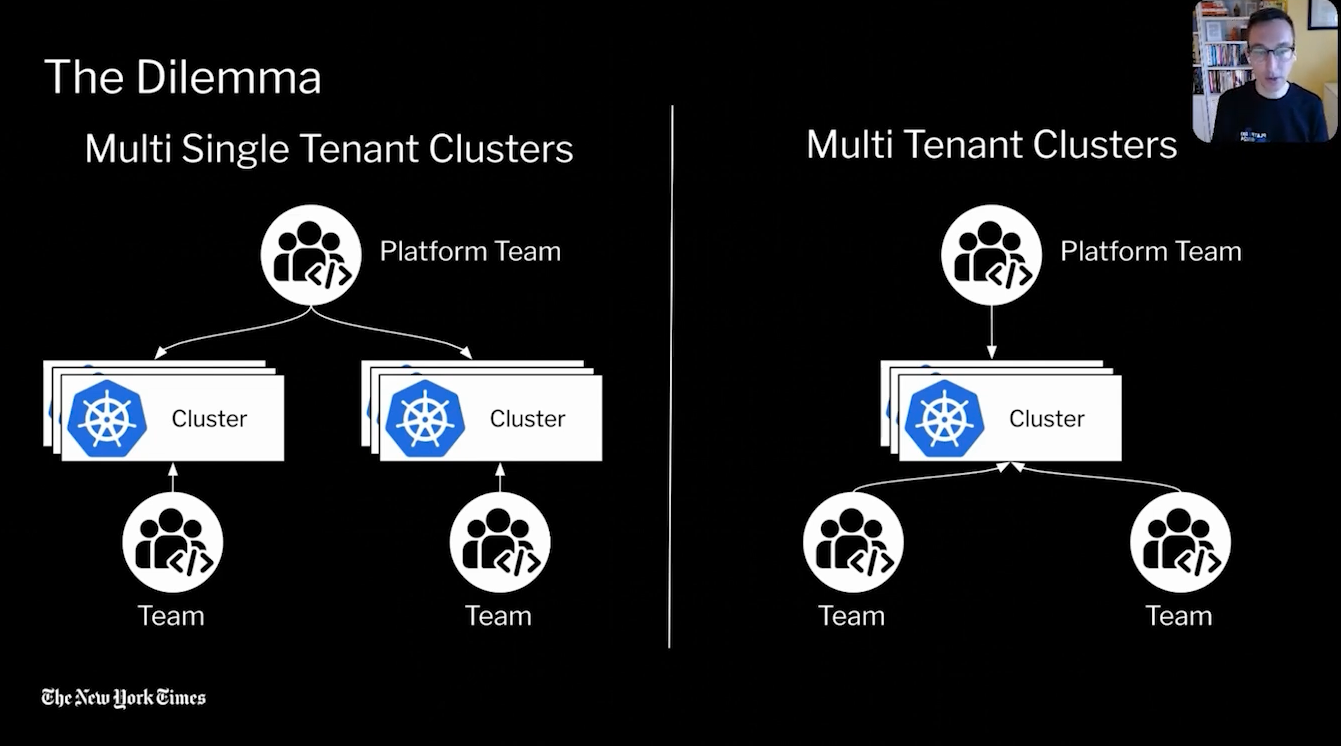 The Dilemma
Multi Single Tenant Clusters
Platform Team
Cluster
Cluster
Team
Team
Multi Tenant Clusters
Platform Team
Cluster
Team
Team
The New York Times